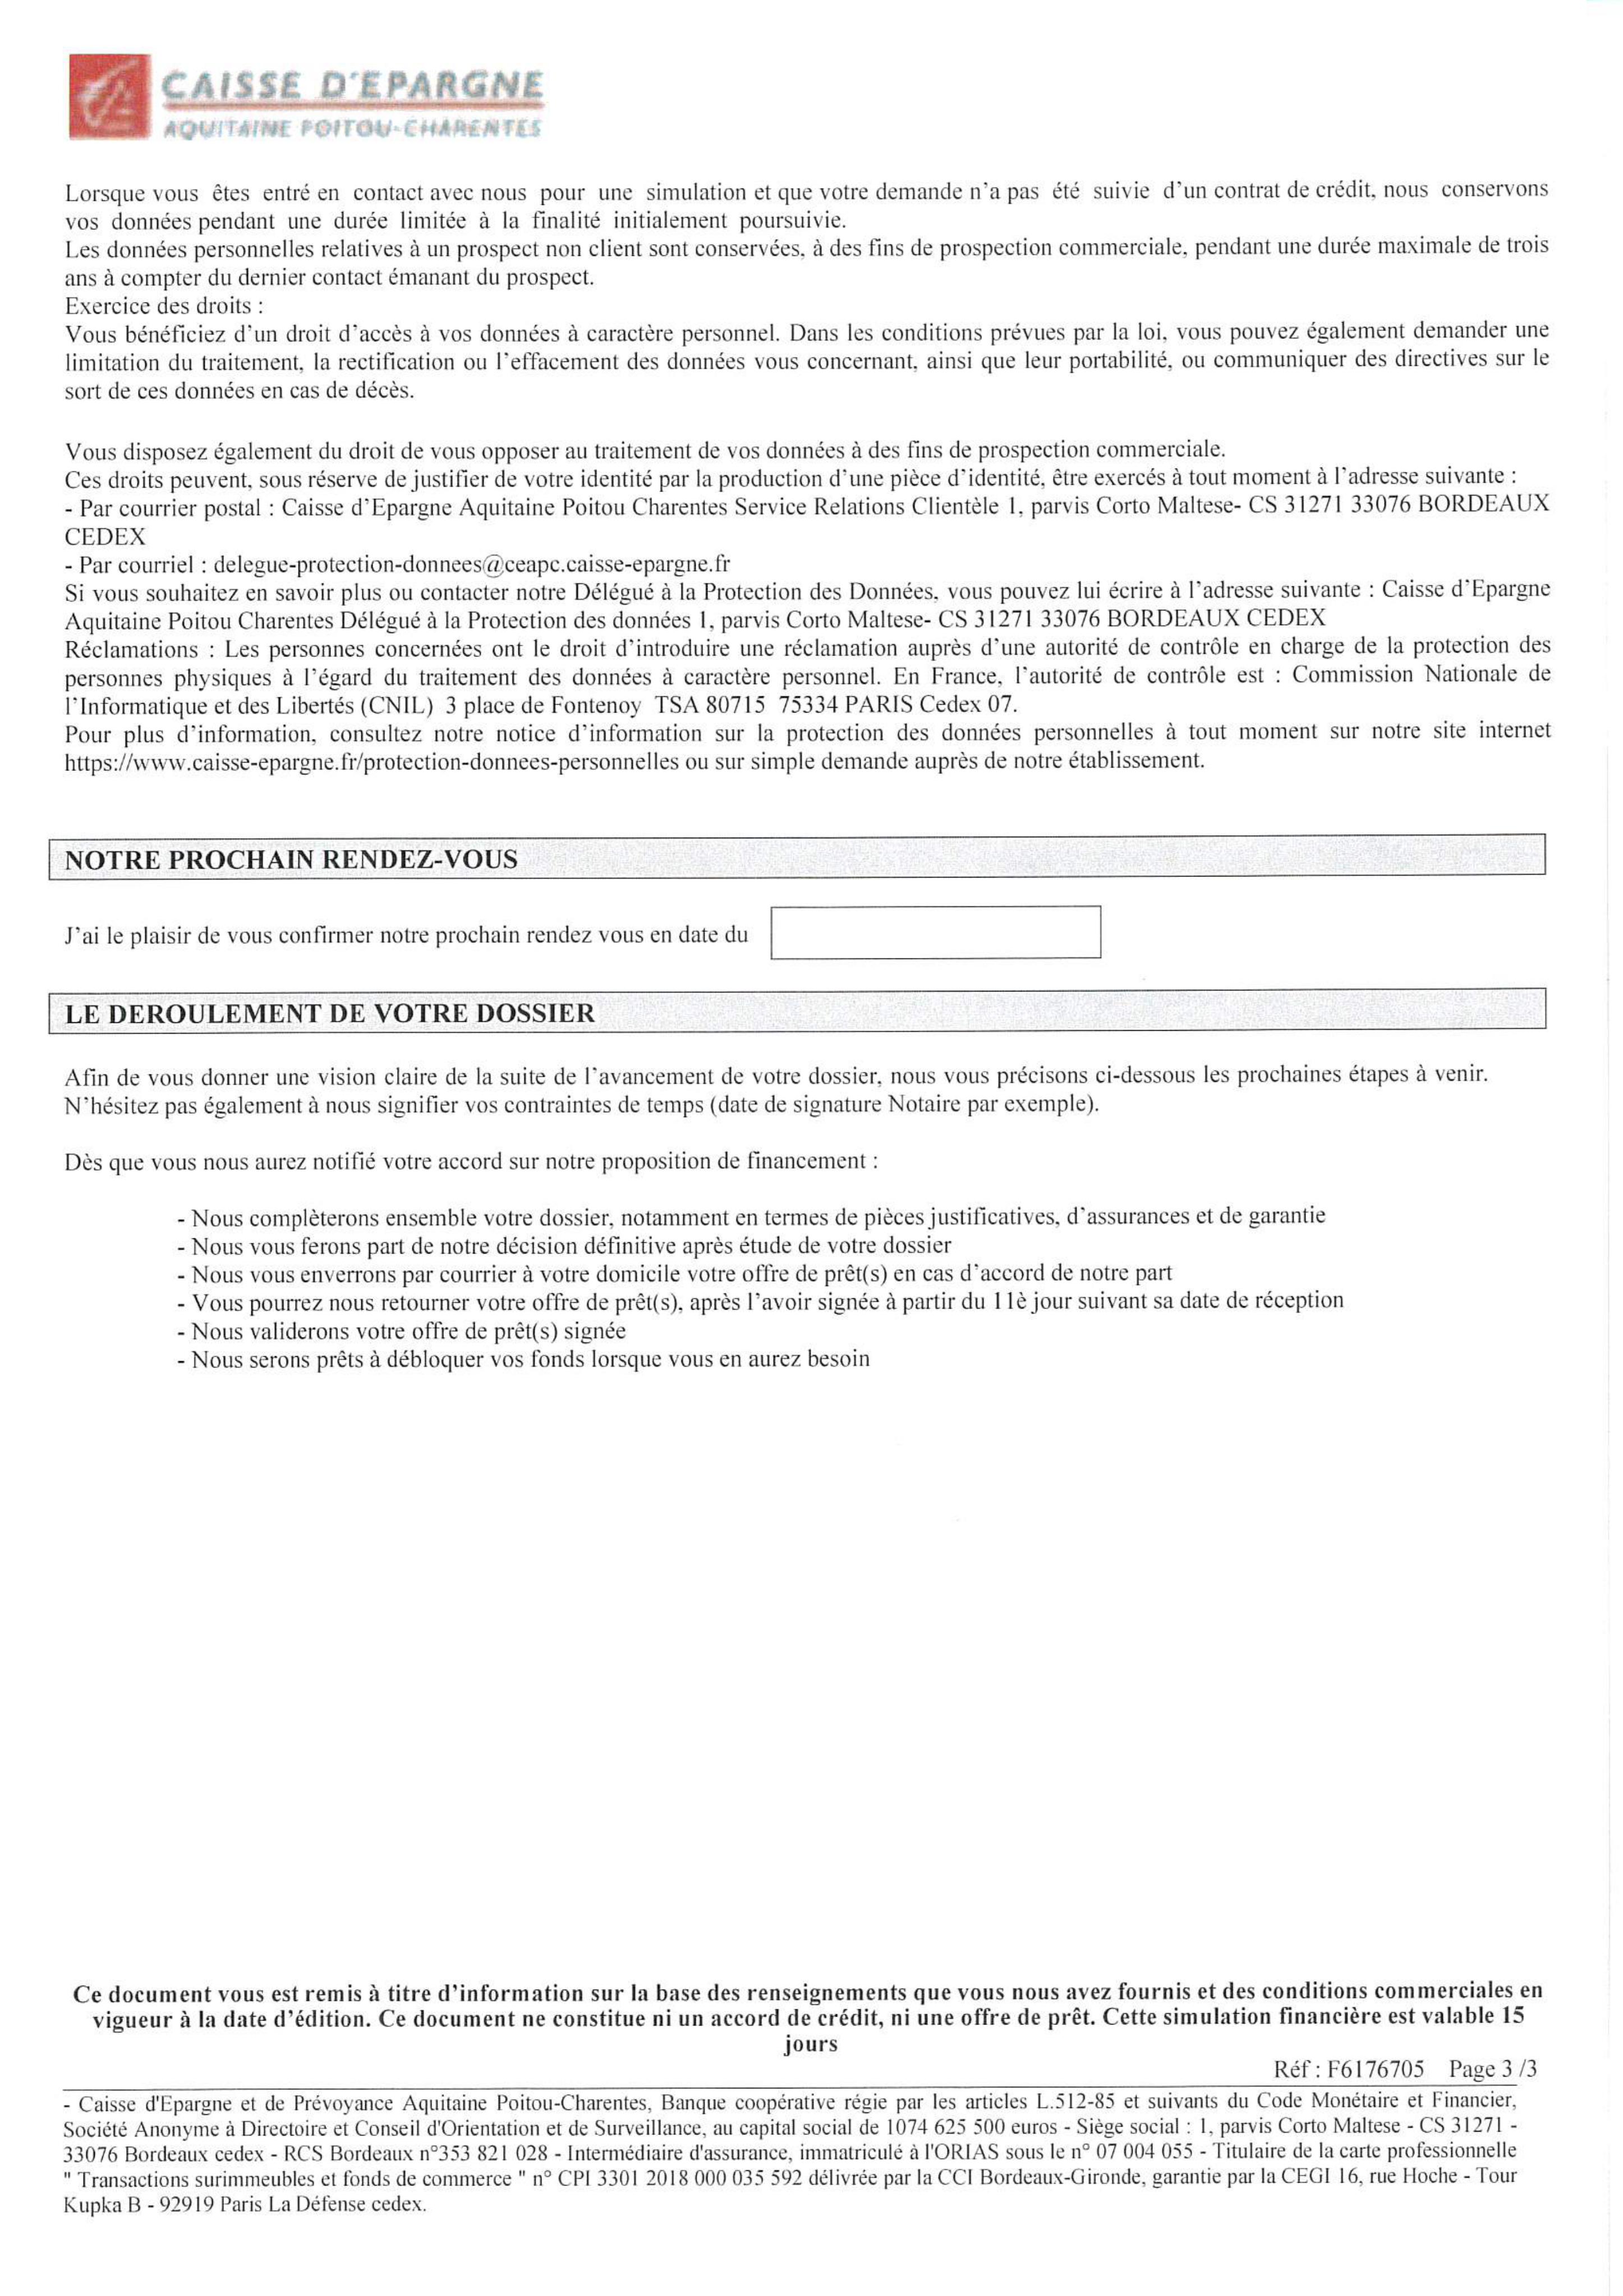 CAISSE D'EPARGNE
AQUITAINE POITOU-CHARENTES
Lorsque vous êtes entré en contact avec nous pour une simulation et que votre demande n'a pas été suivie d'un contrat de crédit, nous conservons
vos données pendant une durée limitée à la finalité initialement poursuivie.
Les données personnelles relatives à un prospect non client sont conservées, à des fins de prospection commerciale, pendant une durée maximale de trois
ans à compter du dernier contact émanant du prospect.
Exercice des droits :
Vous bénéficiez d'un droit d'accès à vos données à caractère personnel. Dans les conditions prévues par la loi, vous pouvez également demander une
limitation du traitement, la rectification ou l'effacement des données vous concernant, ainsi que leur portabilité, ou communiquer des directives sur le
sort de ces données en cas de décès.
Vous disposez également du droit de vous opposer au traitement de vos données à des fins de prospection commerciale.
Ces droits peuvent, sous réserve de justifier de votre identité par la production d'une pièce d'identité, être exercés à tout moment à l'adresse suivante :
- Par courrier postal : Caisse d'Epargne Aquitaine Poitou Charentes Service Relations Clientèle 1, parvis Corto Maltese- CS 31271 33076 BORDEAUX
CEDEX
- Par courriel : delegue-protection-donnees@ceapc.caisse-epargne.fr
Si vous souhaitez en savoir plus ou contacter notre Délégué à la Protection des Données, vous pouvez lui écrire à l'adresse suivante : Caisse d'Epargne
Aquitaine Poitou Charentes Délégué à la Protection des données 1, parvis Corto Maltese- CS 31271 33076 BORDEAUX CEDEX
Réclamations : Les personnes concernées ont le droit d'introduire une réclamation auprès d'une autorité de contrôle en charge de la protection des
personnes physiques à l'égard du traitement des données à caractère personnel. En France, l'autorité de contrôle est : Commission Nationale de
l'Informatique et des Libertés (CNIL) 3 place de Fontenoy TSA 80715 75334 PARIS Cedex 07.
Pour plus d'information, consultez notre notice d'information sur la protection des données personnelles à tout moment sur notre site internet
https://www.caisse-epargne.fr/protection-donnees-personnelles ou sur simple demande auprès de notre établissement.
NOTRE PROCHAIN RENDEZ-VOUS
J'ai le plaisir de vous confirmer notre prochain rendez vous en date du
LE DEROULEMENT DE VOTRE DOSSIER
Afin de vous donner une vision claire de la suite de l'avancement de votre dossier, nous vous précisons ci-dessous les prochaines étapes à venir.
N'hésitez pas également à nous signifier vos contraintes de temps (date de signature Notaire par exemple).
Dès que vous nous aurez notifié votre accord sur notre proposition de financement :
- Nous complèterons ensemble votre dossier, notamment en termes de pièces justificatives, d'assurances et de garantie
- Nous vous ferons part de notre décision définitive après étude de votre dossier
- Nous vous enverrons par courrier à votre domicile votre offre de prêt(s) en cas d'accord de notre part
- Vous pourrez nous retourner votre offre de prêt(s), après l'avoir signée à partir du 11è jour suivant sa date de réception
- Nous validerons votre offre de prêt(s) signée
- Nous serons prêts à débloquer vos fonds lorsque vous en aurez besoin
Ce document vous est remis à titre d'information sur la base des renseignements que vous nous avez fournis et des conditions commerciales en
vigueur à la date d'édition. Ce document ne constitue ni un accord de crédit, ni une offre de prêt. Cette simulation financière est valable 15
jours
Réf : F6176705 Page 3 /3
- Caisse d'Epargne et de Prévoyance Aquitaine Poitou-Charentes, Banque coopérative régie par les articles L.512-85 et suivants du Code Monétaire et Financier,
Société Anonyme à Directoire et Conseil d'Orientation et de Surveillance, au capital social de 1074 625 500 euros - Siège social : 1, parvis Corto Maltese - CS 31271 -
33076 Bordeaux cedex - RCS Bordeaux n°353 821 028 - Intermédiaire d'assurance, immatriculé à l'ORIAS sous le n° 07 004 055 - Titulaire de la carte professionnelle
" Transactions surimmeubles et fonds de commerce " n° CPI 3301 2018 000 035 592 délivrée par la CCI Bordeaux-Gironde, garantie par la CEGI 16, rue Hoche - Tour
Kupka B - 92919 Paris La Défense cedex.